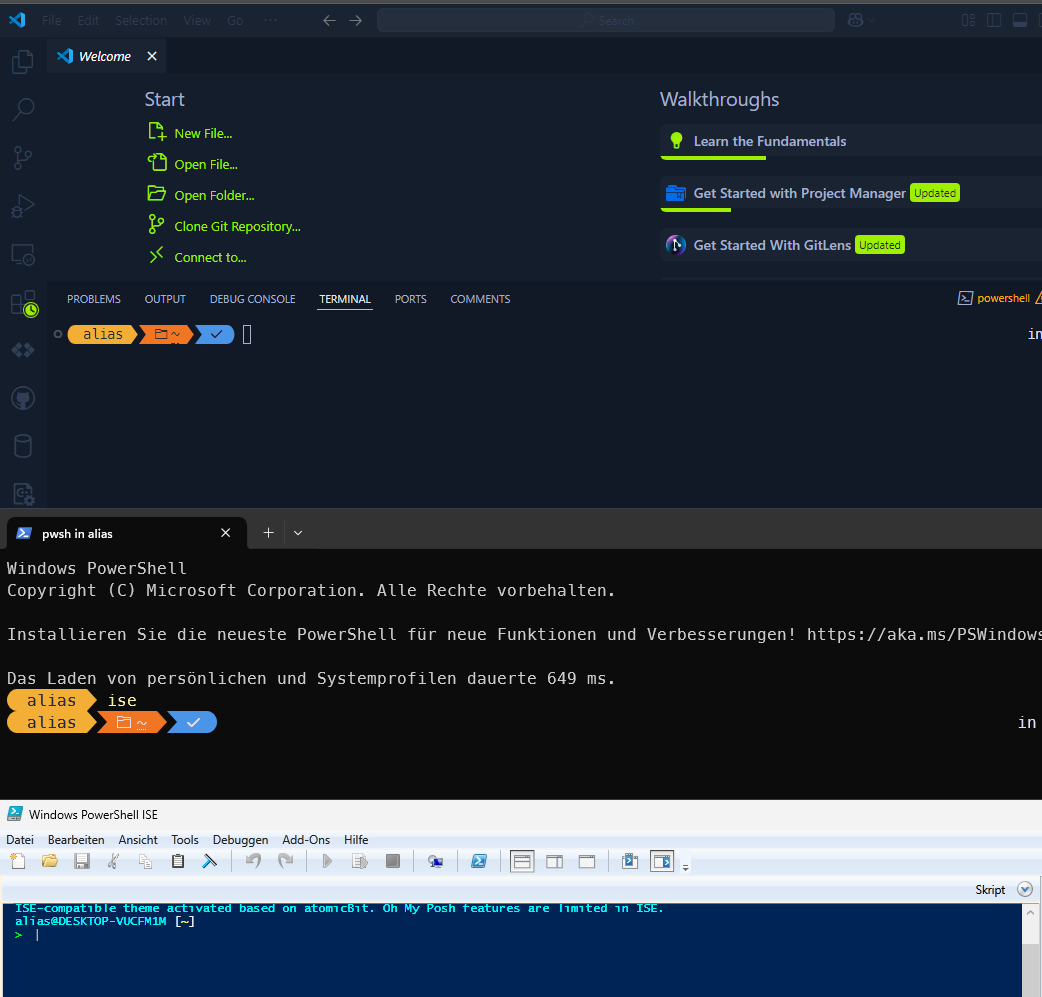 File Edit Selection View Go ... Search
Welcome
Start
New File...
Open File...
Open Folder...
Clone Git Repository...
Connect to...
Walkthroughs
Learn the Fundamentals
Get Started with Project Manager Updated
Get Started With GitLens Updated
PROBLEMS OUTPUT DEBUG CONSOLE TERMINAL PORTS COMMENTS powershell
alias ~ in
pwsh in alias
Windows PowerShell
Copyright (C) Microsoft Corporation. Alle Rechte vorbehalten.
Installieren Sie die neueste PowerShell für neue Funktionen und Verbesserungen! https://aka.ms/PSWindows
Das Laden von persönlichen und Systemprofilen dauerte 649 ms.
alias ise
alias ~ in
Windows PowerShell ISE
Datei Bearbeiten Ansicht Tools Debuggen Add-Ons Hilfe
Skript
ISE-compatible theme activated based on atomicBit. Oh My Posh features are limited in ISE.
alias@DESKTOP-VUCFM1M [~]
>